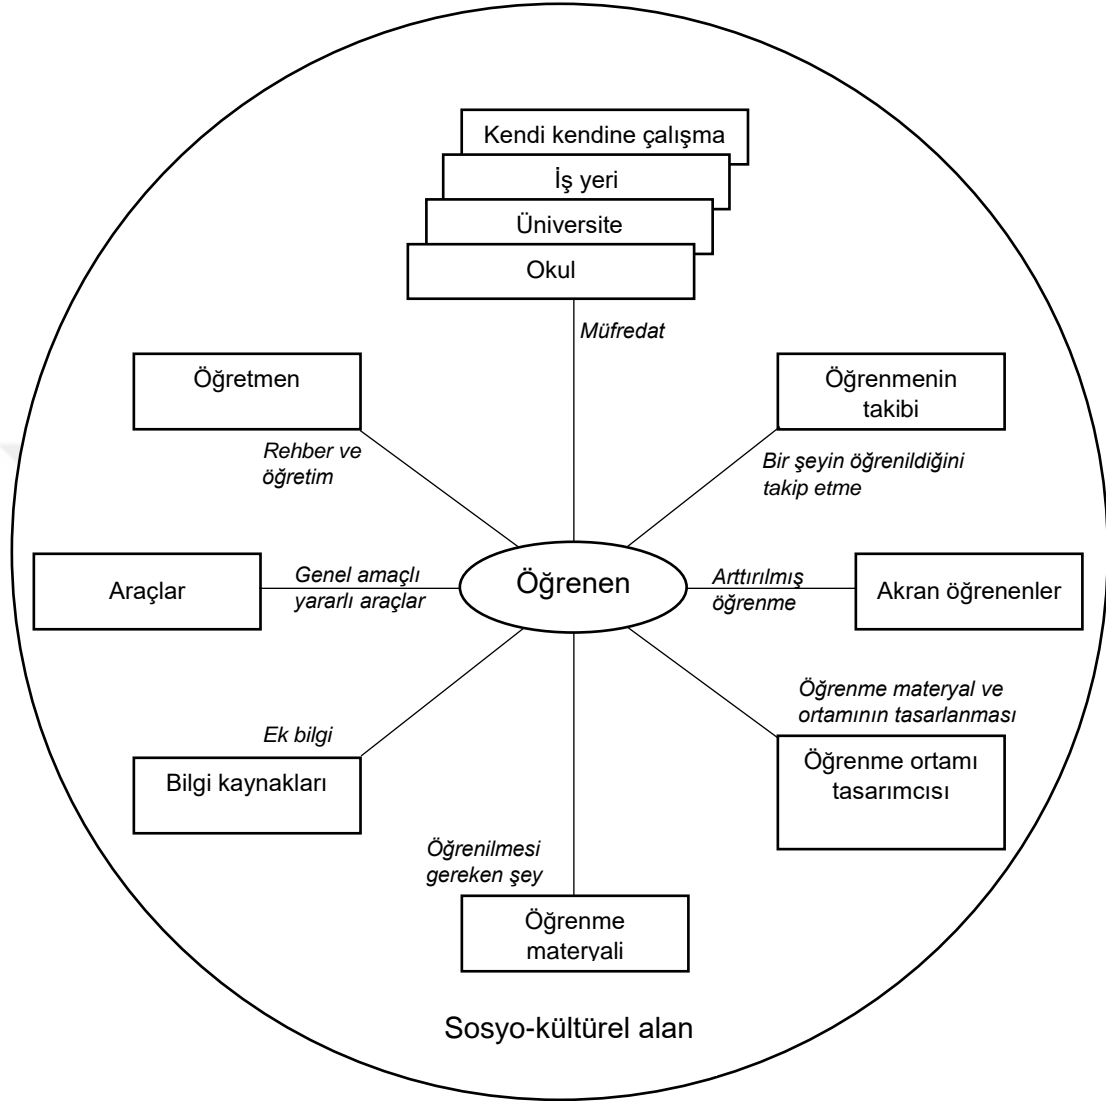 Kendi kendine çalışma
İş yeri
Üniversite
Okul
Müfredat
Öğretmen
Öğrenmenin
takibi
Rehber ve
öğretim
Bir şeyin öğrenildiğini
takip etme
Araçlar
Genel amaçlı
yararlı araçlar
Öğrenen
Arttırılmış
öğrenme
Akran öğrenenler
Öğrenme materyal ve
ortamının tasarlanması
Ek bilgi
Bilgi kaynakları
Öğrenme ortamı
tasarımcısı
Öğrenilmesi
gereken şey
Öğrenme
materyali
Sosyo-kültürel alan